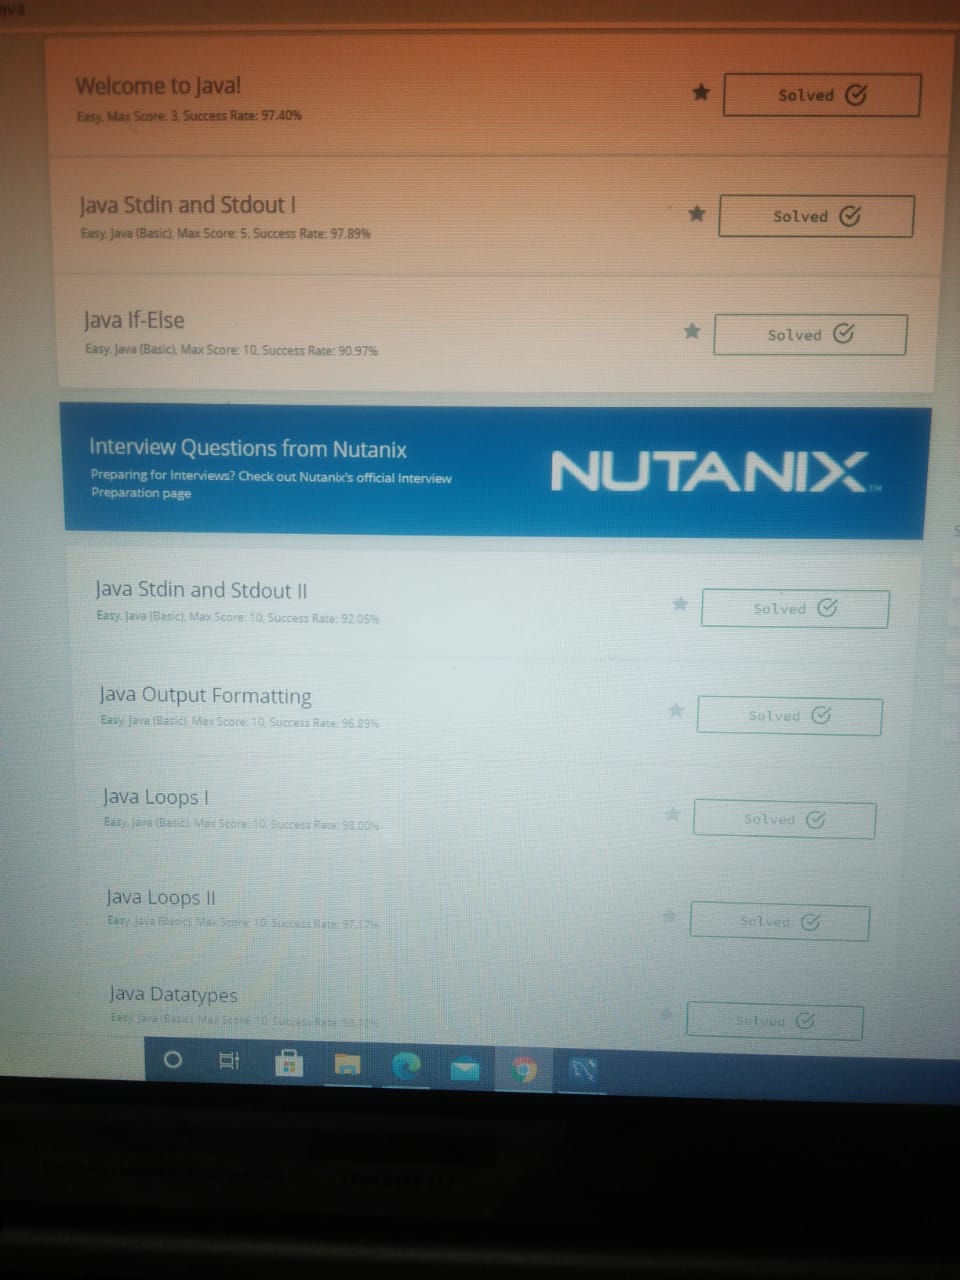 ava
Welcome to Java!
Easy, Max Score: 3, Success Rate: 97.40%
Solved
Java Stdin and Stdout I
Easy, Java (Basic), Max Score: 5, Success Rate: 97.89%
Solved
Java If-Else
Easy, Java (Basic), Max Score: 10, Success Rate: 90.97%
Solved
Interview Questions from Nutanix
Preparing for Interviews? Check out Nutanix's official Interview
Preparation page
NUTANIX™
Java Stdin and Stdout II
Easy, Java (Basic), Max Score: 10, Success Rate: 92.05%
Solved
Java Output Formatting
Easy, Java (Basic), Max Score: 10, Success Rate: 96.89%
Solved
Java Loops I
Easy, Java (Basic), Max Score: 10, Success Rate: 98.00%
Solved
Java Loops II
Easy, Java (Basic), Max Score: 10, Success Rate: 97.17%
Solved
Java Datatypes
Easy, Java (Basic), Max Score: 10, Success Rate: 93.72%
Solved